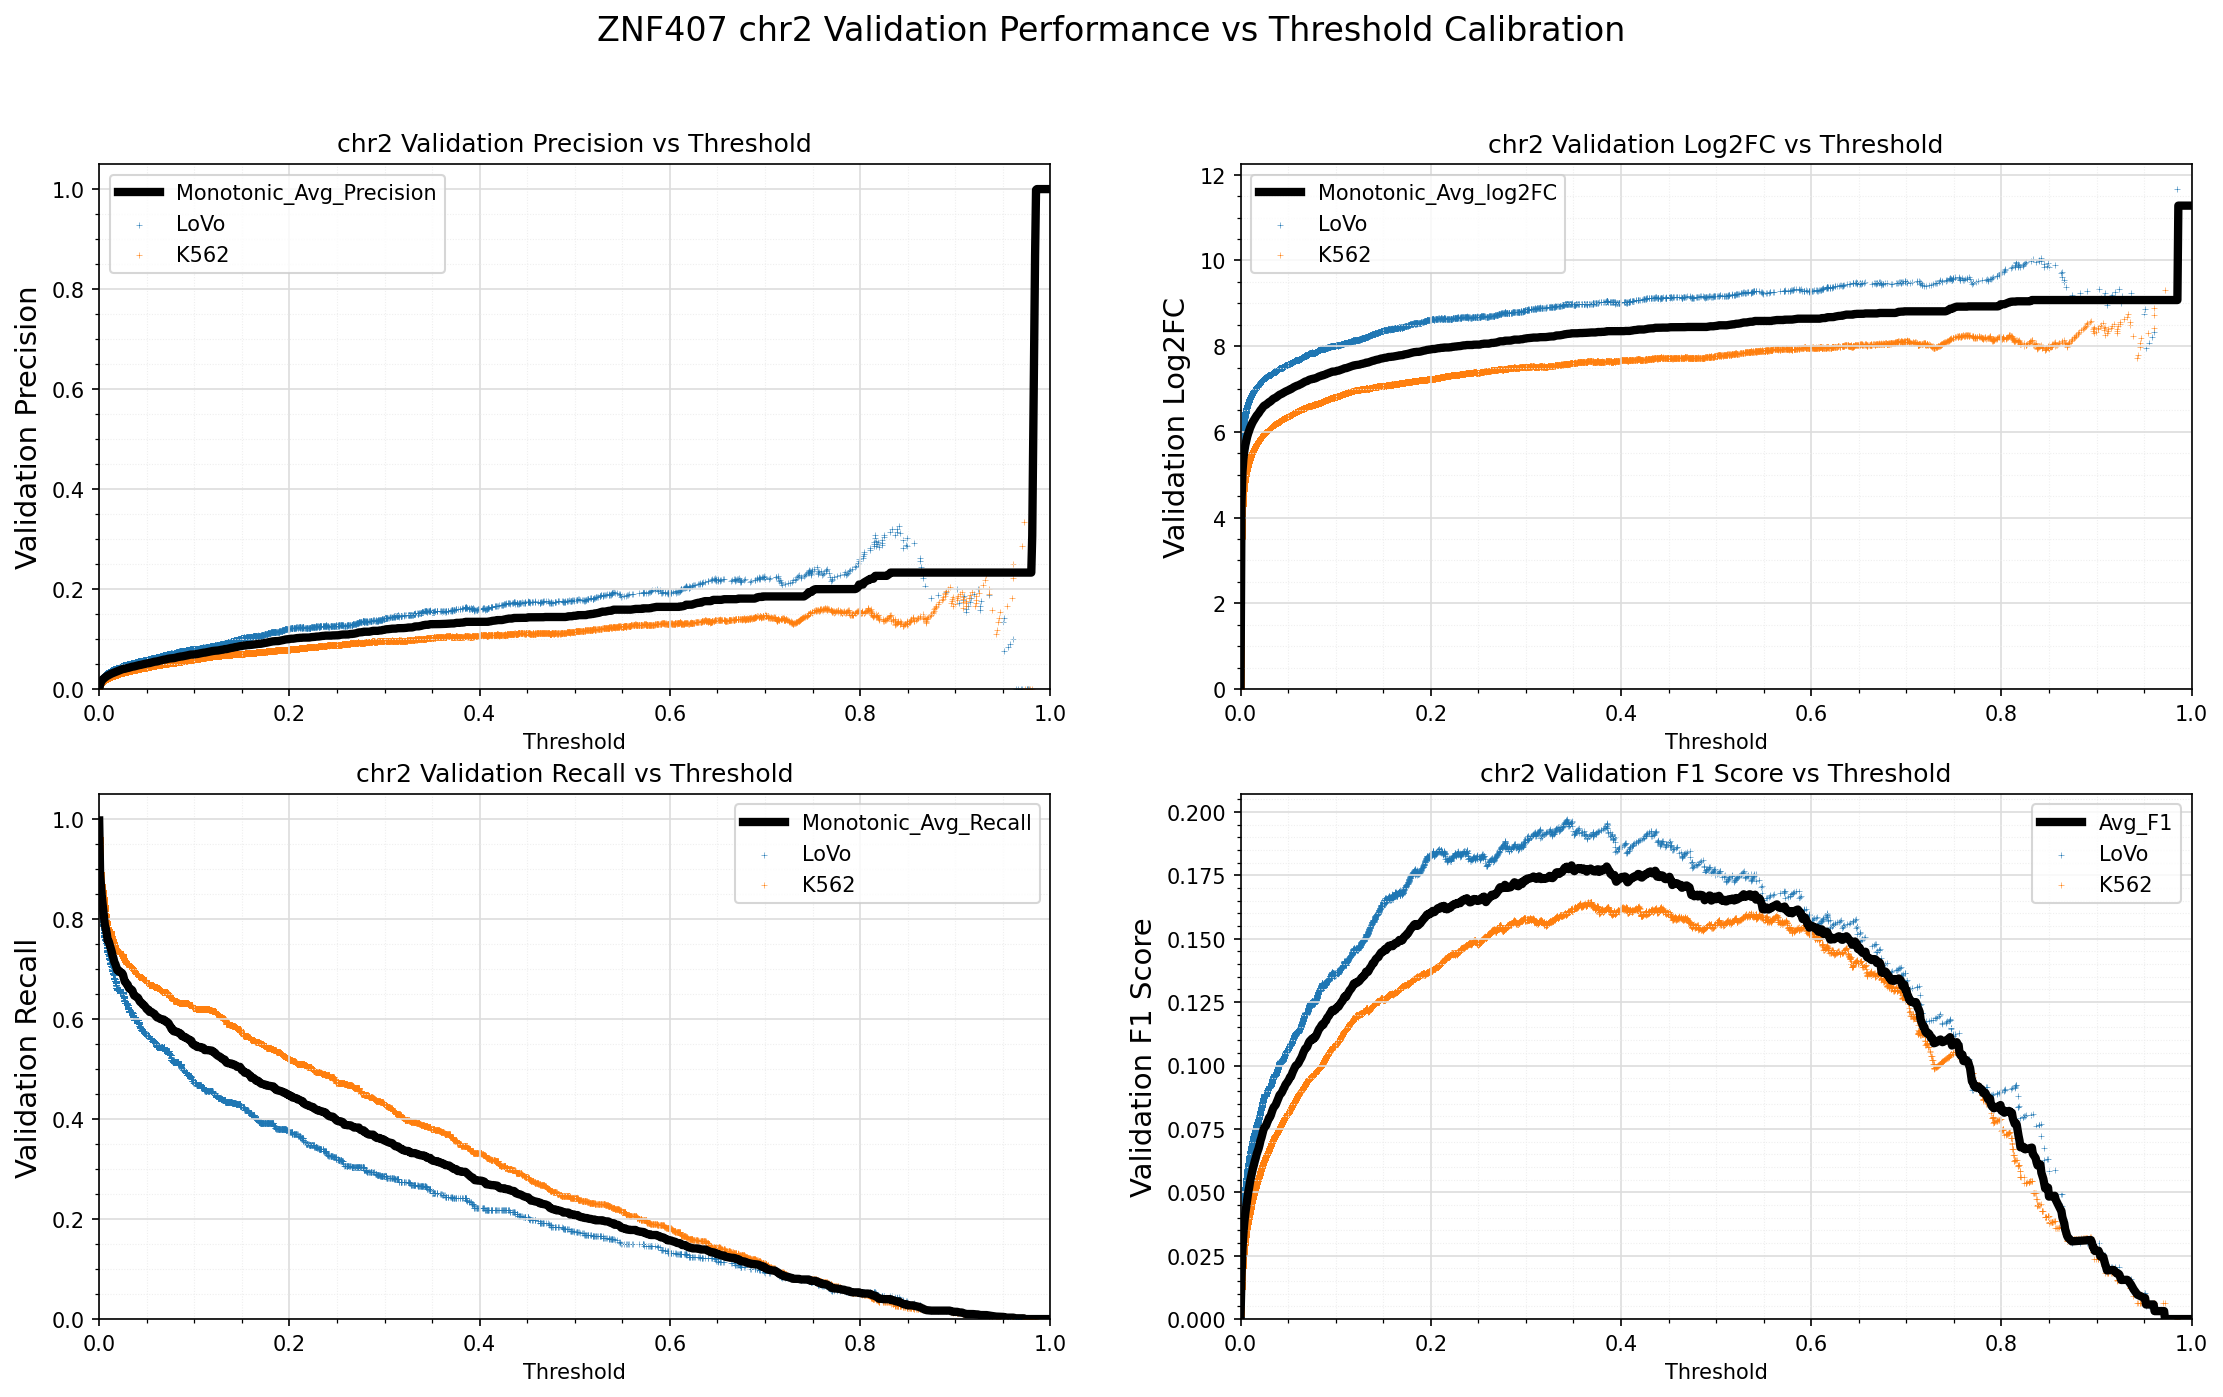 ZNF407 chr2 Validation Performance vs Threshold Calibration
chr2 Validation Precision vs Threshold
Validation Precision
1.0
0.8
0.6
0.4
0.2
0.0
Monotonic_Avg_Precision
LoVo
K562
0.0 0.2 0.4 0.6 0.8 1.0
Threshold
chr2 Validation Log2FC vs Threshold
Validation Log2FC
12
10
8
6
4
2
0
Monotonic_Avg_log2FC
LoVo
K562
0.0 0.2 0.4 0.6 0.8 1.0
Threshold
chr2 Validation Recall vs Threshold
Validation Recall
1.0
0.8
0.6
0.4
0.2
0.0
Monotonic_Avg_Recall
LoVo
K562
0.0 0.2 0.4 0.6 0.8 1.0
Threshold
chr2 Validation F1 Score vs Threshold
Validation F1 Score
0.200
0.175
0.150
0.125
0.100
0.075
0.050
0.025
0.000
Avg_F1
LoVo
K562
0.0 0.2 0.4 0.6 0.8 1.0
Threshold